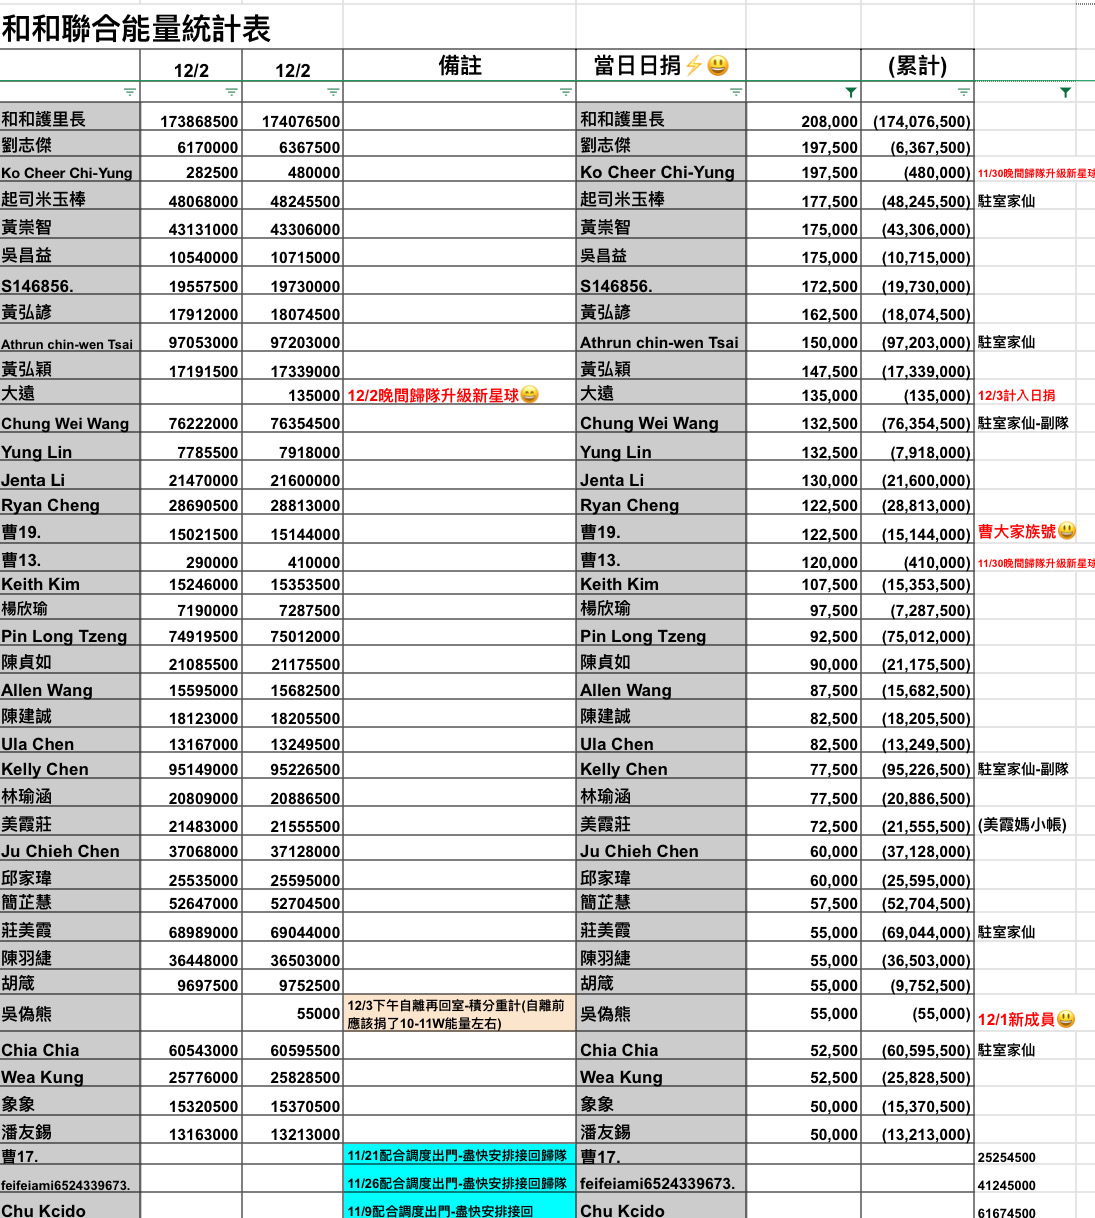 和和聯合能量統計表
12/2 12/2 備註 當日日捐⚡😃 (累計)
和和護里長 173868500 174076500 和和護里長 208,000 (174,076,500)
劉志傑 6170000 6367500 劉志傑 197,500 (6,367,500)
Ko Cheer Chi-Yung 282500 480000 Ko Cheer Chi-Yung 197,500 (480,000) 11/30晚間歸隊升級新星球
起司米玉棒 48068000 48245500 起司米玉棒 177,500 (48,245,500) 駐室家仙
黃崇智 43131000 43306000 黃崇智 175,000 (43,306,000)
吳昌益 10540000 10715000 吳昌益 175,000 (10,715,000)
S146856. 19557500 19730000 S146856. 172,500 (19,730,000)
黃弘諺 17912000 18074500 黃弘諺 162,500 (18,074,500)
Athrun chin-wen Tsai 97053000 97203000 Athrun chin-wen Tsai 150,000 (97,203,000) 駐室家仙
黃弘穎 17191500 17339000 黃弘穎 147,500 (17,339,000)
大遠 135000 12/2晚間歸隊升級新星球😄 大遠 135,000 (135,000) 12/3計入日捐
Chung Wei Wang 76222000 76354500 Chung Wei Wang 132,500 (76,354,500) 駐室家仙-副隊
Yung Lin 7785500 7918000 Yung Lin 132,500 (7,918,000)
Jenta Li 21470000 21600000 Jenta Li 130,000 (21,600,000)
Ryan Cheng 28690500 28813000 Ryan Cheng 122,500 (28,813,000)
曹19. 15021500 15144000 曹19. 122,500 (15,144,000) 曹大家族號😃
曹13. 290000 410000 曹13. 120,000 (410,000) 11/30晚間歸隊升級新星球
Keith Kim 15246000 15353500 Keith Kim 107,500 (15,353,500)
楊欣瑜 7190000 7287500 楊欣瑜 97,500 (7,287,500)
Pin Long Tzeng 74919500 75012000 Pin Long Tzeng 92,500 (75,012,000)
陳貞如 21085500 21175500 陳貞如 90,000 (21,175,500)
Allen Wang 15595000 15682500 Allen Wang 87,500 (15,682,500)
陳建誠 18123000 18205500 陳建誠 82,500 (18,205,500)
Ula Chen 13167000 13249500 Ula Chen 82,500 (13,249,500)
Kelly Chen 95149000 95226500 Kelly Chen 77,500 (95,226,500) 駐室家仙-副隊
林瑜涵 20809000 20886500 林瑜涵 77,500 (20,886,500)
美霞莊 21483000 21555500 美霞莊 72,500 (21,555,500) (美霞媽小帳)
Ju Chieh Chen 37068000 37128000 Ju Chieh Chen 60,000 (37,128,000)
邱家瑋 25535000 25595000 邱家瑋 60,000 (25,595,000)
簡芷慧 52647000 52704500 簡芷慧 57,500 (52,704,500)
莊美霞 68989000 69044000 莊美霞 55,000 (69,044,000) 駐室家仙
陳羽緁 36448000 36503000 陳羽緁 55,000 (36,503,000)
胡箴 9697500 9752500 胡箴 55,000 (9,752,500)
吳偽熊 55000 12/3下午自離再回室-積分重計(自離前 吳偽熊 55,000 (55,000) 12/1新成員😃
應該捐了10-11W能量左右)
Chia Chia 60543000 60595500 Chia Chia 52,500 (60,595,500) 駐室家仙
Wea Kung 25776000 25828500 Wea Kung 52,500 (25,828,500)
象象 15320500 15370500 象象 50,000 (15,370,500)
潘友錫 13163000 13213000 潘友錫 50,000 (13,213,000)
曹17. 11/21配合調度出門-盡快安排接回歸隊 曹17. 25254500
feifeiami6524339673. 11/26配合調度出門-盡快安排接回歸隊 feifeiami6524339673. 41245000
Chu Kcido 11/9配合調度出門-盡快安排接回 Chu Kcido 61674500